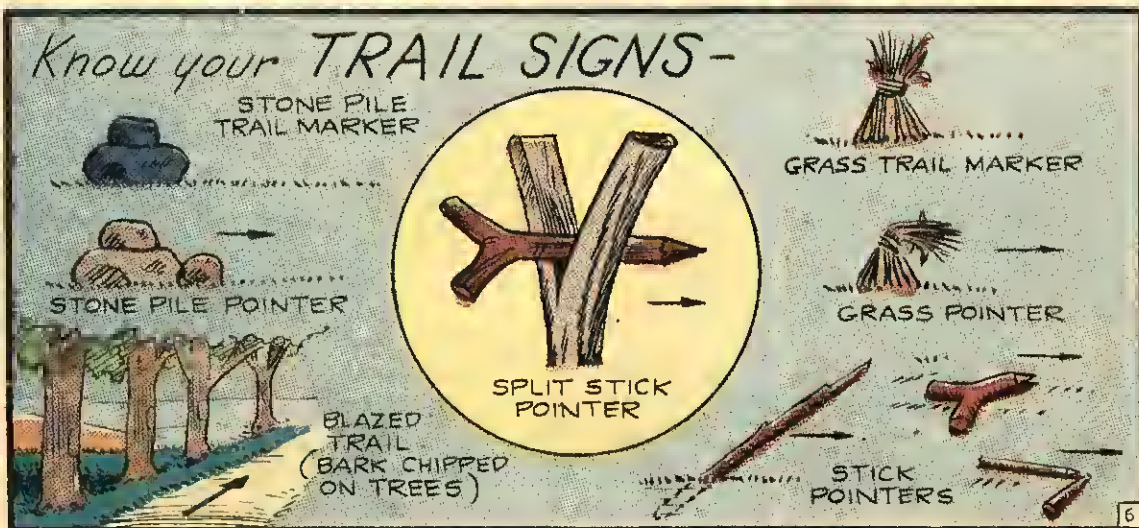 Know your TRAIL SIGNS-
STONE PILE
TRAIL MARKER
STONE PILE POINTER
BLAZED
TRAIL
(BARK CHIPPED
ON TREES)
SPLIT STICK
POINTER
GRASS TRAIL MARKER
GRASS POINTER
STICK
POINTERS
6